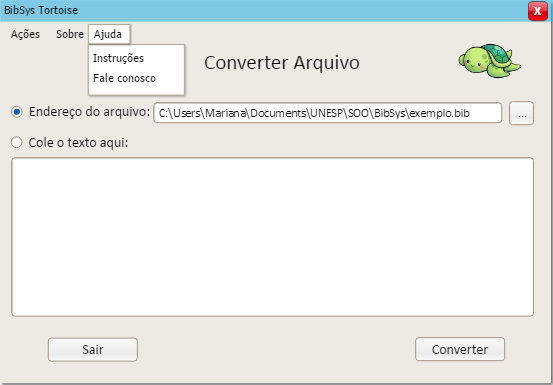 BibSys Tortoise
X
Ações Sobre Ajuda
Instruções
Fale conosco
Converter Arquivo
Endereço do arquivo: C:\Users\Mariana\Documents\UNESP\SOO\BibSys\exemplo.bib ...
Cole o texto aqui:
Sair Converter